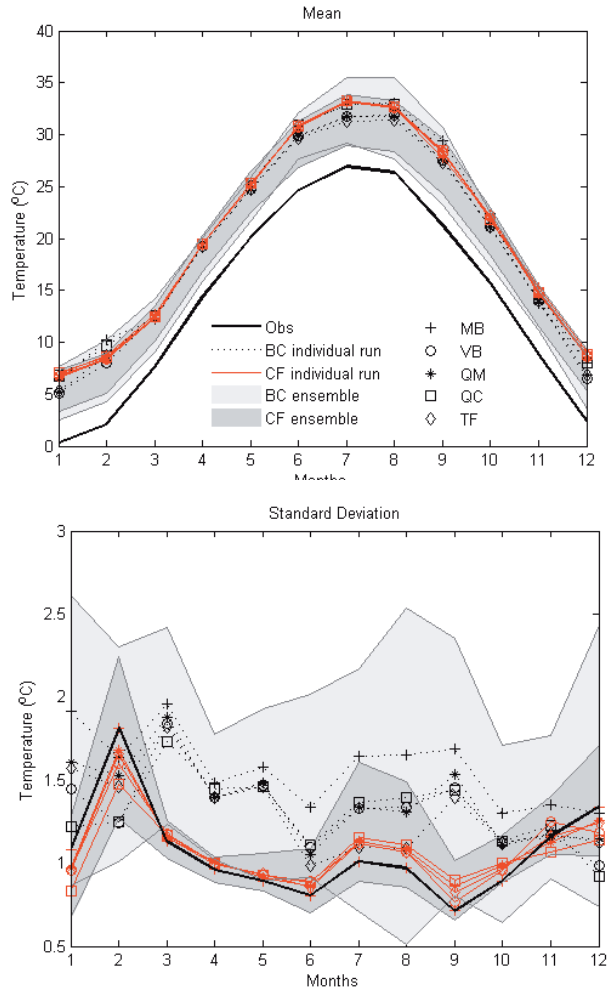 Mean
40
35
30
25
20
15
10
5
0
Temperature (⁰C)
Obs
BC individual run
CF individual run
BC ensemble
CF ensemble
MB
VB
QM
QC
TF
1 2 3 4 5 6 7 8 9 10 11 12
Months
Standard Deviation
3
2.5
2
1.5
1
0.5
Temperature (⁰C)
1 2 3 4 5 6 7 8 9 10 11 12
Months